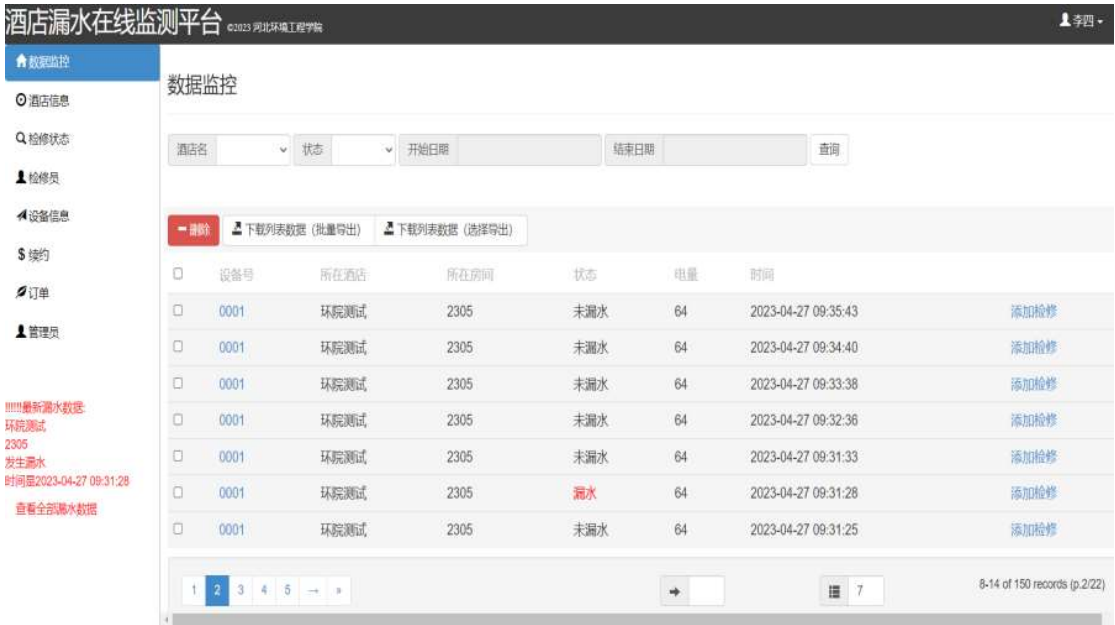 酒店漏水在线监测平台 ©2023 河北环境工程学院 李四
数据监控
酒店信息
检修状态
检修员
设备信息
$ 续约
订单
管理员
!!!!!!最新漏水数据:
环院测试
2305
发生漏水
时间是2023-04-27 09:31:28
查看全部漏水数据
数据监控
酒店名 状态 开始日期 结束日期 查询
删除 下载列表数据 (批量导出) 下载列表数据 (选择导出)
设备号 所在酒店 所在房间 状态 电量 时间
0001 环院测试 2305 未漏水 64 2023-04-27 09:35:43 添加检修
0001 环院测试 2305 未漏水 64 2023-04-27 09:34:40 添加检修
0001 环院测试 2305 未漏水 64 2023-04-27 09:33:38 添加检修
0001 环院测试 2305 未漏水 64 2023-04-27 09:32:36 添加检修
0001 环院测试 2305 未漏水 64 2023-04-27 09:31:33 添加检修
0001 环院测试 2305 漏水 64 2023-04-27 09:31:28 添加检修
0001 环院测试 2305 未漏水 64 2023-04-27 09:31:25 添加检修
1 2 3 4 5 → » 7 8-14 of 150 records (p.2/22)